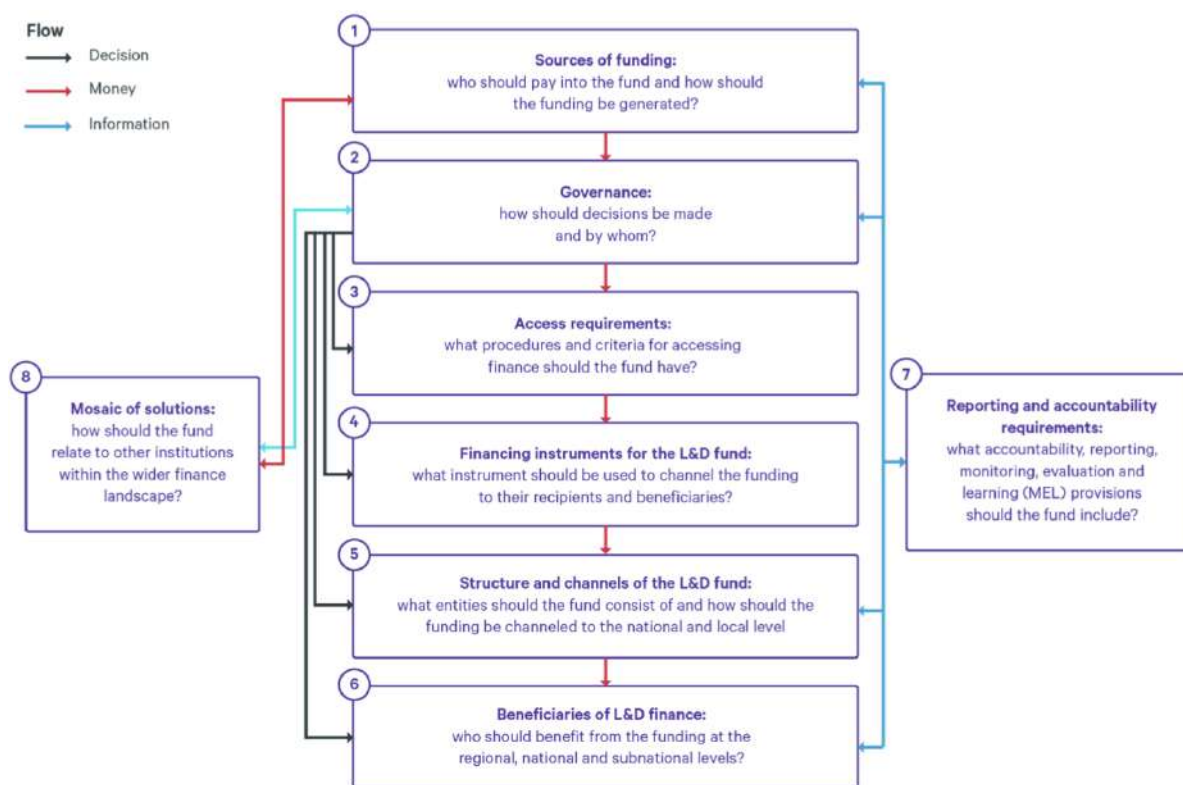 Flow
Decision
Money
Information
1
Sources of funding:
who should pay into the fund and how should
the funding be generated?
2
Governance:
how should decisions be made
and by whom?
3
Access requirements:
what procedures and criteria for accessing
finance should the fund have?
8
Mosaic of solutions:
how should the fund
relate to other institutions
within the wider finance
landscape?
4
Financing instruments for the L&D fund:
what instrument should be used to channel the funding
to their recipients and beneficiaries?
7
Reporting and accountability
requirements:
what accountability, reporting,
monitoring, evaluation and
learning (MEL) provisions
should the fund include?
5
Structure and channels of the L&D fund:
what entities should the fund consist of and how should the
funding be channeled to the national and local level
6
Beneficiaries of L&D finance:
who should benefit from the funding at the
regional, national and subnational levels?